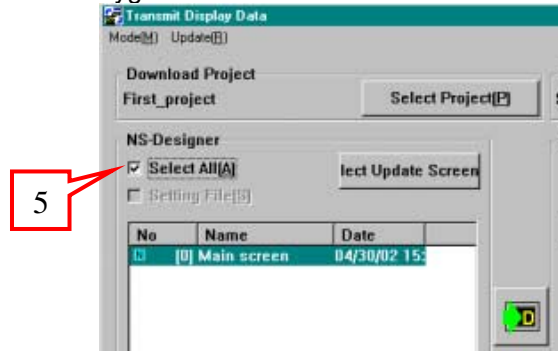 Transmit Display Data
Mode(M) Update(R)
Download Project
First_project
Select Project[P]
NS-Designer
Select All[A]
lect Update Screen
Setting File[S]
5
No Name Date
N [0] Main screen 04/30/02 15:
D